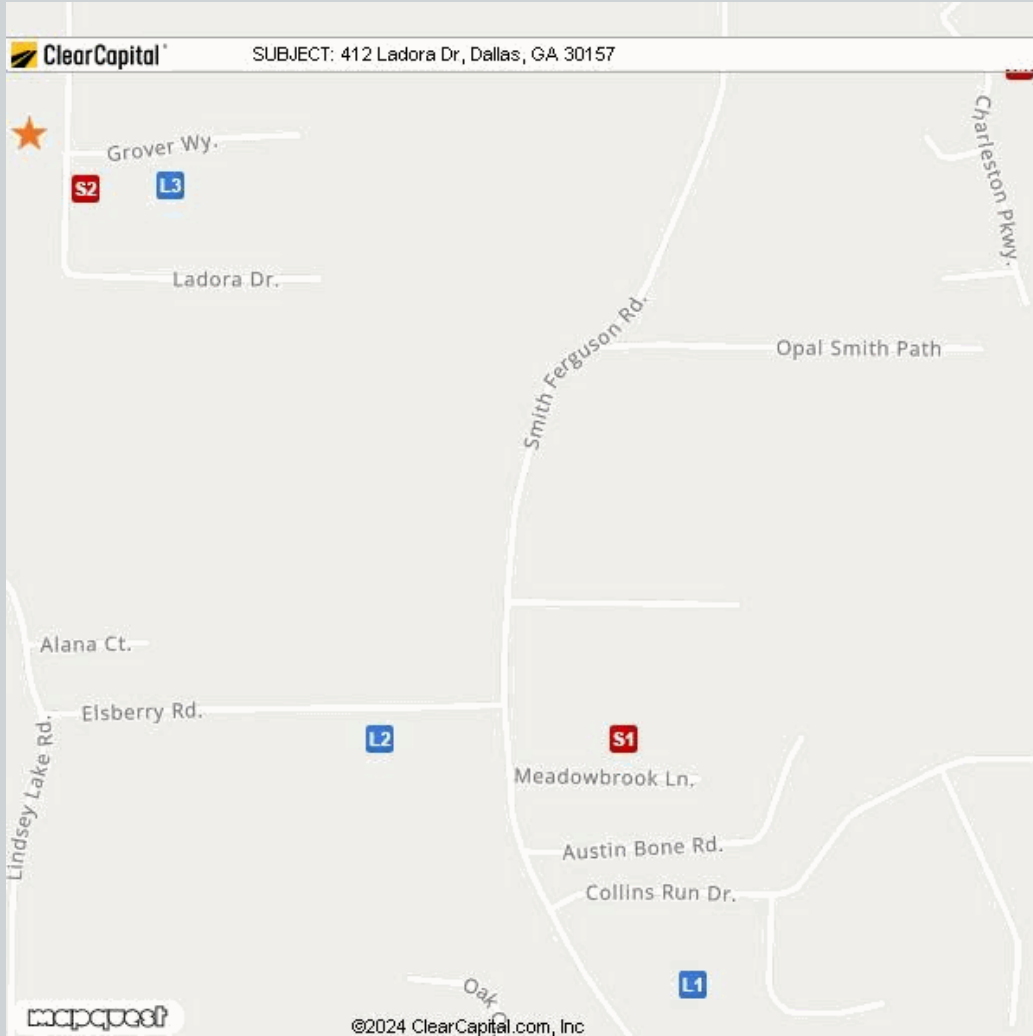 ClearCapital
SUBJECT: 412 Ladora Dr, Dallas, GA 30157
Charleston Pkwy.
Grover Wy.
S2
L3
Ladora Dr.
Smith Ferguson Rd.
Opal Smith Path
Alana Ct.
Elsberry Rd.
Lindsey Lake Rd.
L2
S1
Meadowbrook Ln.
Austin Bone Rd.
Collins Run Dr.
L1
Oak
mapquest
©2024 ClearCapital.com, Inc